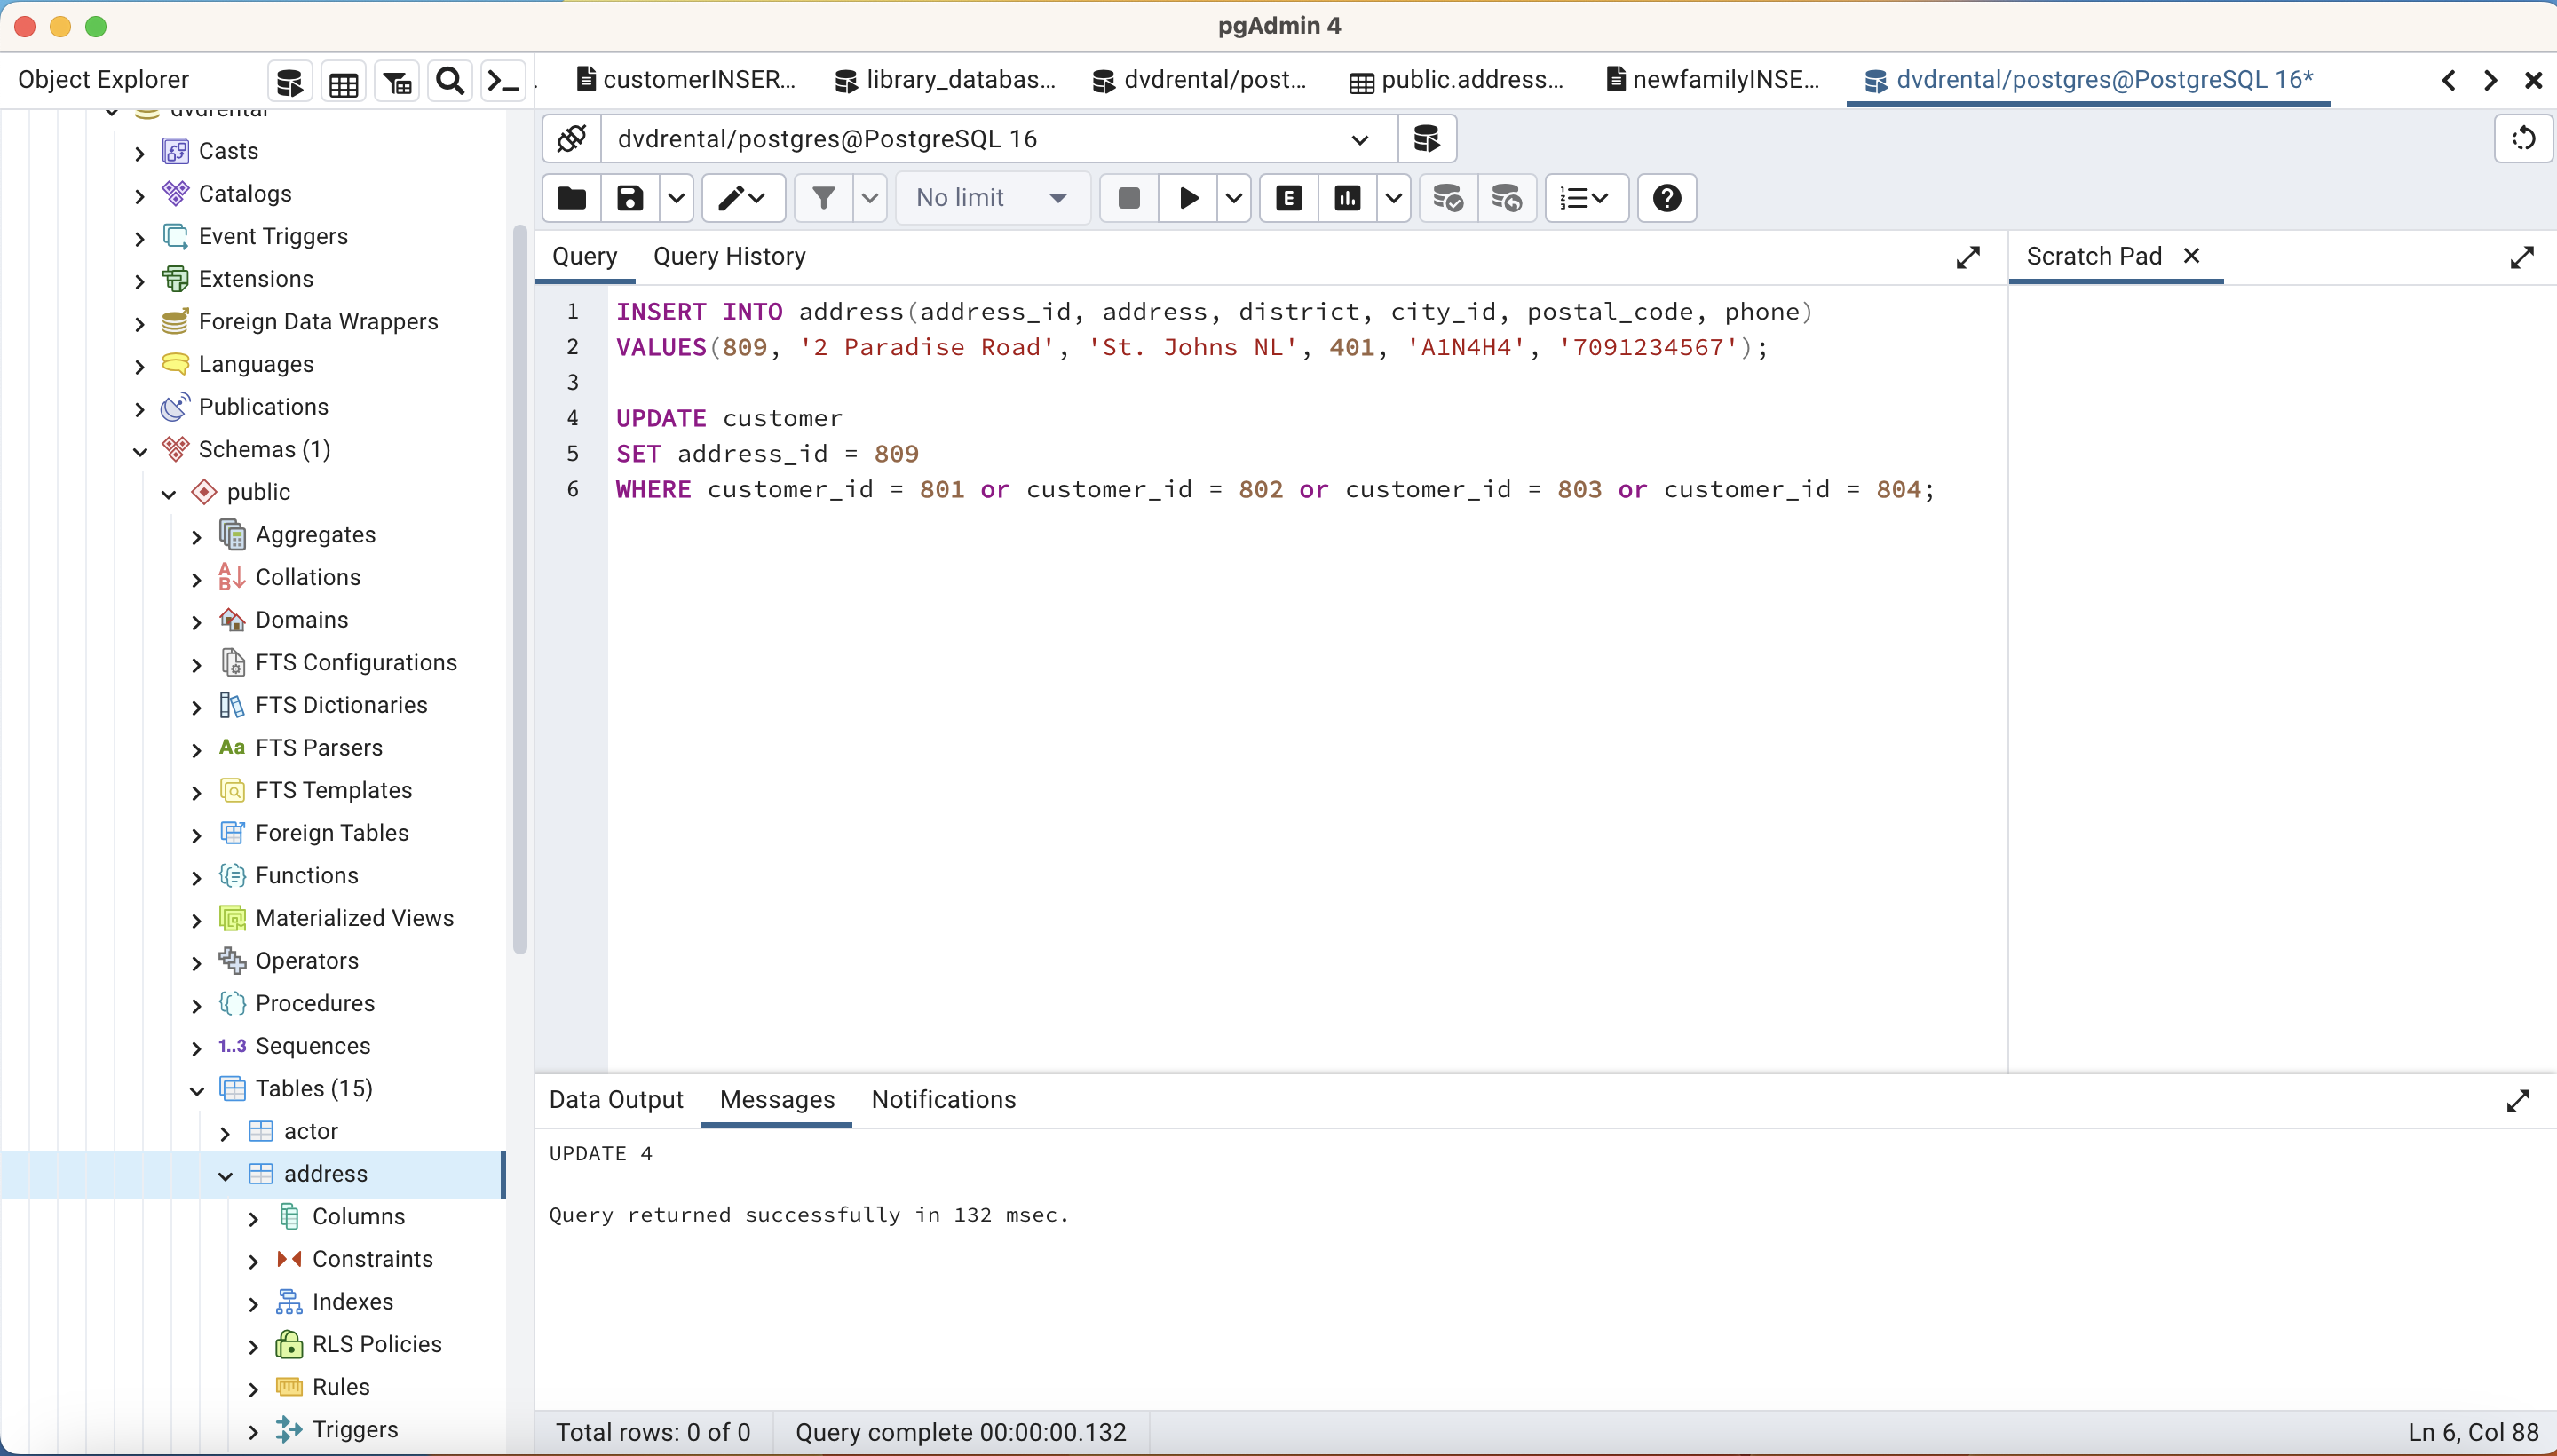 pgAdmin 4
Object Explorer
customerINSER...
library_databas...
dvdrental/post...
public.address...
newfamilyINSE...
dvdrental/postgres@PostgreSQL 16*
dvdrental
Casts
Catalogs
Event Triggers
Extensions
Foreign Data Wrappers
Languages
Publications
Schemas (1)
public
Aggregates
Collations
Domains
FTS Configurations
FTS Dictionaries
Aa FTS Parsers
FTS Templates
Foreign Tables
Functions
Materialized Views
Operators
Procedures
1..3 Sequences
Tables (15)
actor
address
Columns
Constraints
Indexes
RLS Policies
Rules
Triggers
dvdrental/postgres@PostgreSQL 16
No limit
E
Query
Query History
Scratch Pad
1 INSERT INTO address(address_id, address, district, city_id, postal_code, phone)
2 VALUES(809, '2 Paradise Road', 'St. Johns NL', 401, 'A1N4H4', '7091234567');
3
4 UPDATE customer
5 SET address_id = 809
6 WHERE customer_id = 801 or customer_id = 802 or customer_id = 803 or customer_id = 804;
Data Output
Messages
Notifications
UPDATE 4
Query returned successfully in 132 msec.
Total rows: 0 of 0
Query complete 00:00:00.132
Ln 6, Col 88